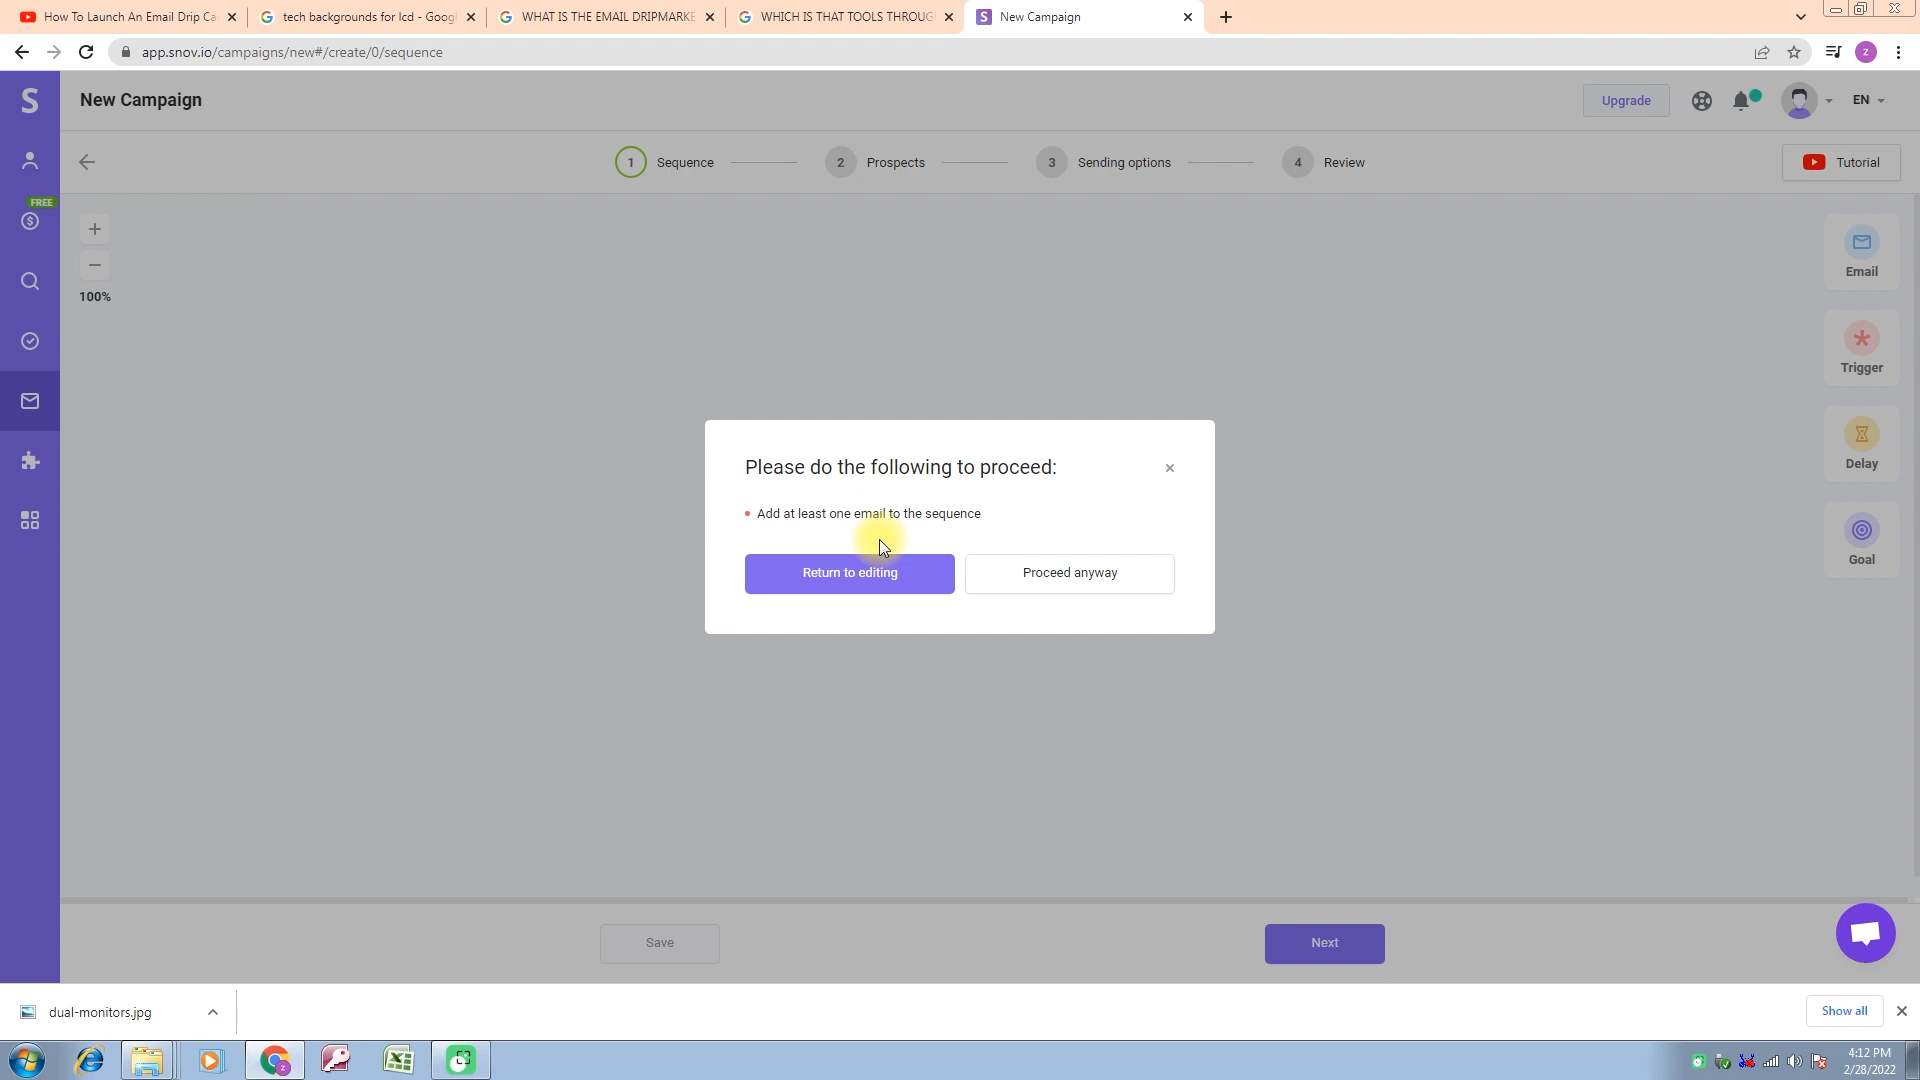 How To Launch An Email Drip Ca
tech backgrounds for lcd - Googl
WHAT IS THE EMAIL DRIPMARKE
WHICH IS THAT TOOLS THROUG
S New Campaign
app.snov.io/campaigns/new#/create/0/sequence
z
S
New Campaign
Upgrade
EN
1 Sequence
2 Prospects
3 Sending options
4 Review
Tutorial
FREE
100%
Email
Trigger
Delay
Goal
Please do the following to proceed:
Add at least one email to the sequence
Return to editing
Proceed anyway
Save
Next
dual-monitors.jpg
Show all
4:12 PM
2/28/2022